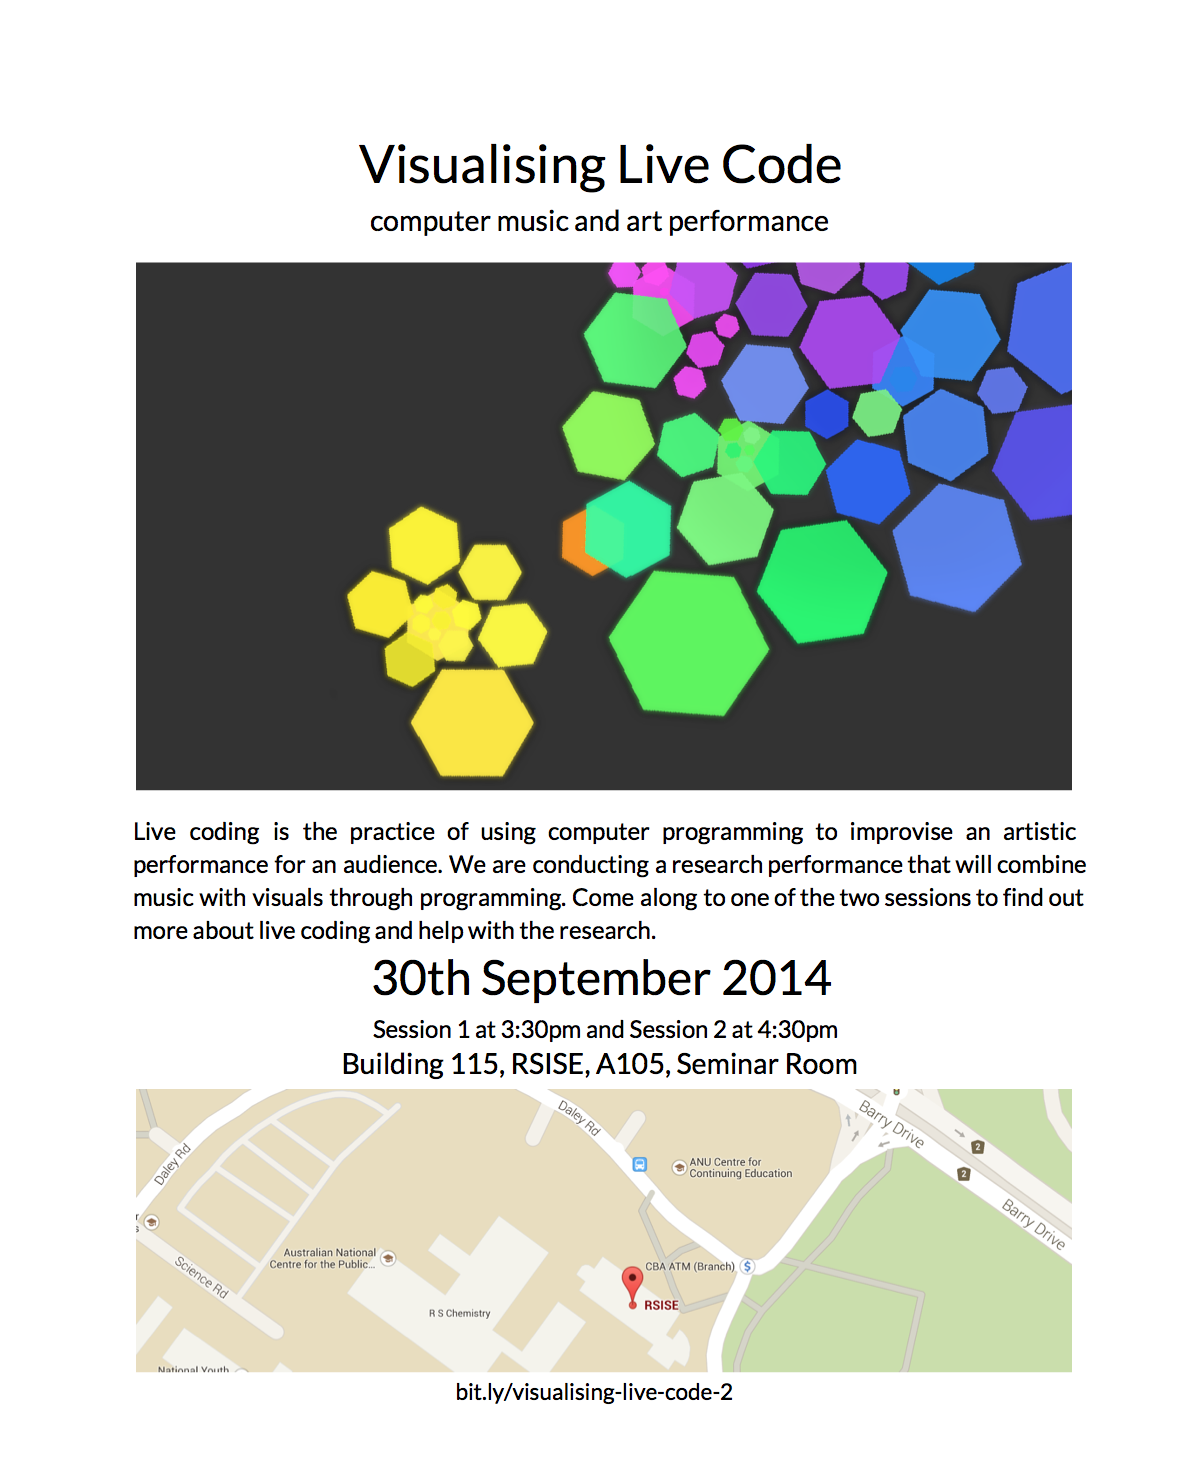 Visualising Live Code
computer music and art performance
Live coding is the practice of using computer programming to improvise an artistic
performance for an audience. We are conducting a research performance that will combine
music with visuals through programming. Come along to one of the two sessions to find out
more about live coding and help with the research.
30th September 2014
Session 1 at 3:30pm and Session 2 at 4:30pm
Building 115, RSISE, A105, Seminar Room
Daley Rd
Barry Drive
2
ANU Centre for
Continuing Education
Daley Rd
2
Barry Drive
Australian National
Centre for the Public...
Science Rd
CBA ATM (Branch)
$
RSISE
R S Chemistry
National Youth
bit.ly/visualising-live-code-2